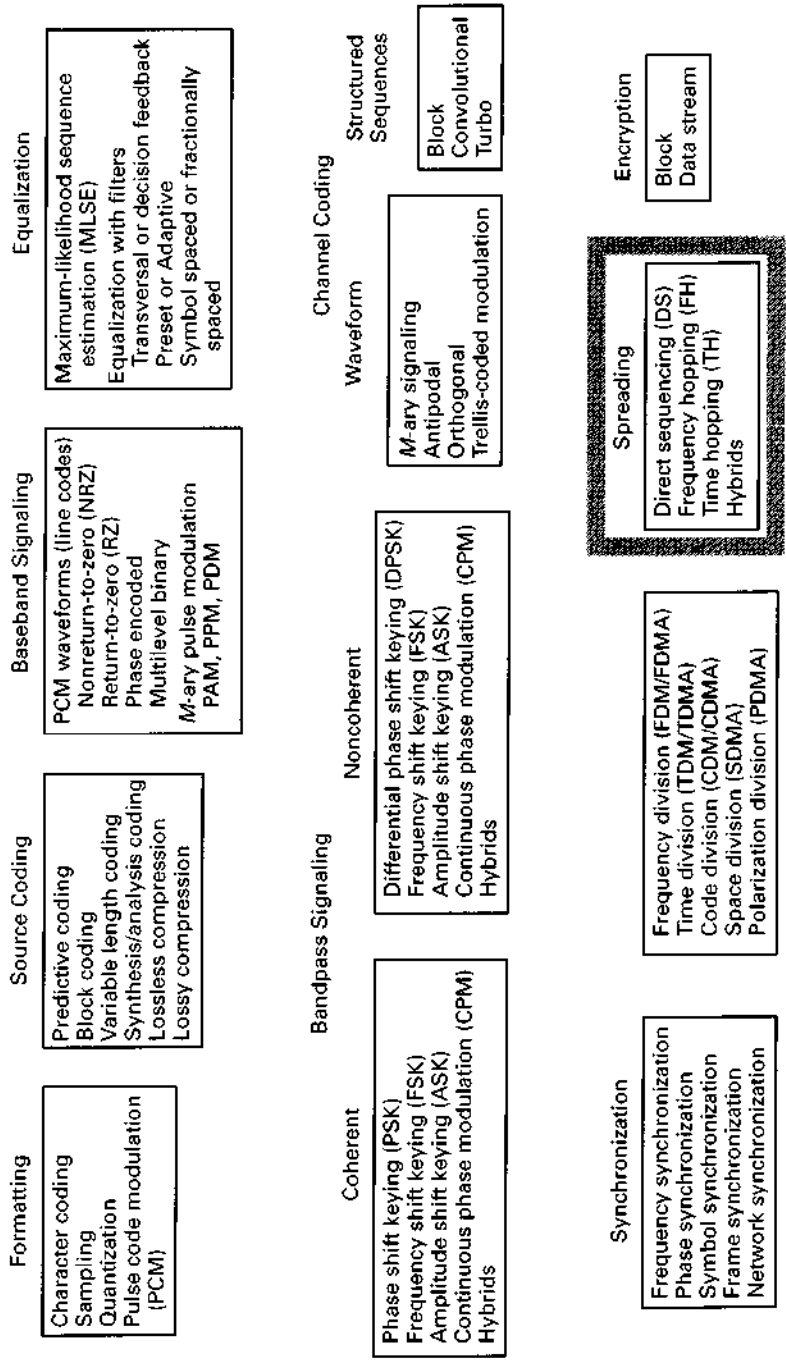 Formatting
Character coding
Sampling
Quantization
Pulse code modulation
(PCM)
Source Coding
Predictive coding
Block coding
Variable length coding
Synthesis/analysis coding
Lossless compression
Lossy compression
Baseband Signaling
PCM waveforms (line codes)
Nonreturn-to-zero (NRZ)
Return-to-zero (RZ)
Phase encoded
Multilevel binary
M-ary pulse modulation
PAM, PPM, PDM
Equalization
Maximum-likelihood sequence
estimation (MLSE)
Equalization with filters
Transversal or decision feedback
Preset or Adaptive
Symbol spaced or fractionally
spaced
Bandpass Signaling
Coherent
Phase shift keying (PSK)
Frequency shift keying (FSK)
Amplitude shift keying (ASK)
Continuous phase modulation (CPM)
Hybrids
Noncoherent
Differential phase shift keying (DPSK)
Frequency shift keying (FSK)
Amplitude shift keying (ASK)
Continuous phase modulation (CPM)
Hybrids
Channel Coding
Waveform
M-ary signaling
Antipodal
Orthogonal
Trellis-coded modulation
Structured
Sequences
Block
Convolutional
Turbo
Synchronization
Frequency synchronization
Phase synchronization
Symbol synchronization
Frame synchronization
Network synchronization
Frequency division (FDM/FDMA)
Time division (TDM/TDMA)
Code division (CDM/CDMA)
Space division (SDMA)
Polarization division (PDMA)
Spreading
Direct sequencing (DS)
Frequency hopping (FH)
Time hopping (TH)
Hybrids
Encryption
Block
Data stream